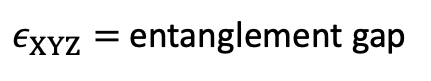 ϵXYZ = entanglement gap